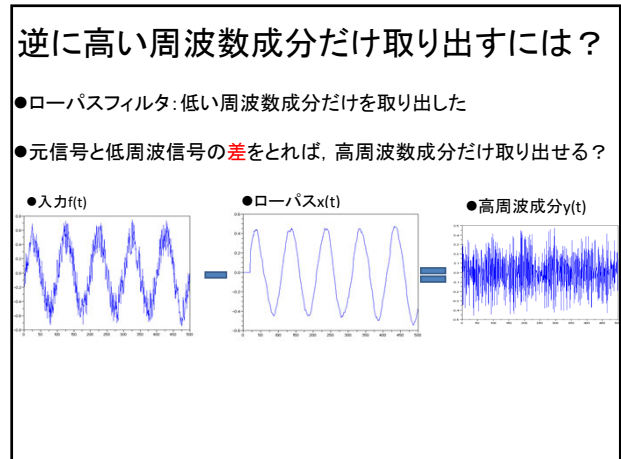 逆に高い周波数成分だけ取り出すには？
●ローパスフィルタ：低い周波数成分だけを取り出した
●元信号と低周波信号の差をとれば，高周波数成分だけ取り出せる？
●入力f(t)
●ローパスx(t)
●高周波成分y(t)